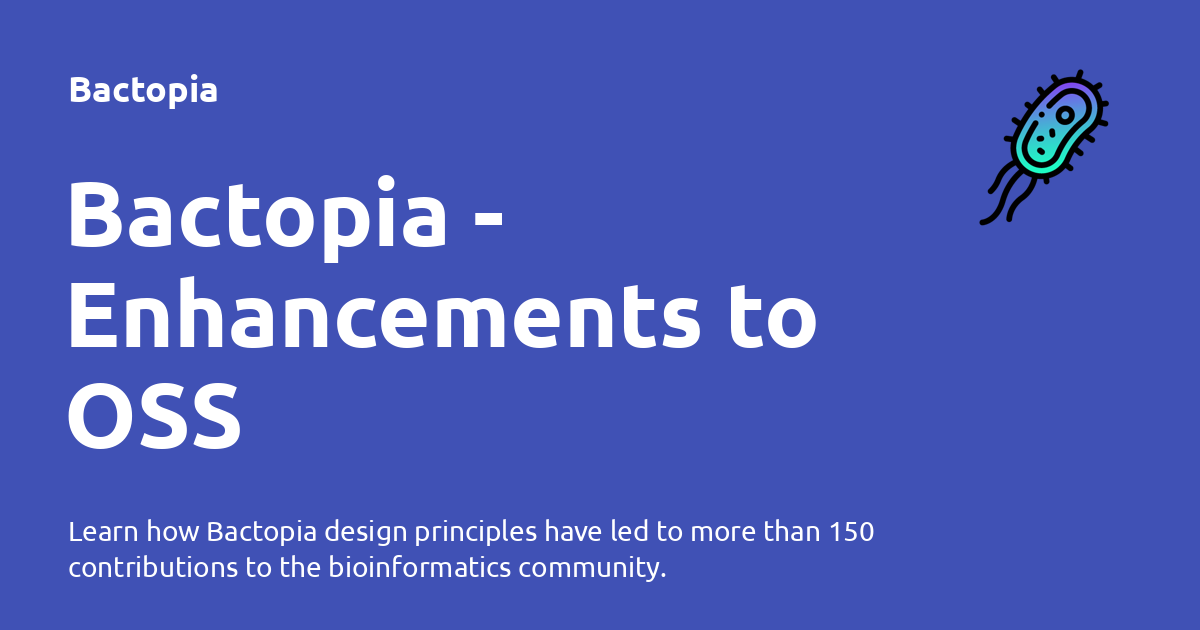 Bactopia
Bactopia -
Enhancements to
OSS
Learn how Bactopia design principles have led to more than 150
contributions to the bioinformatics community.